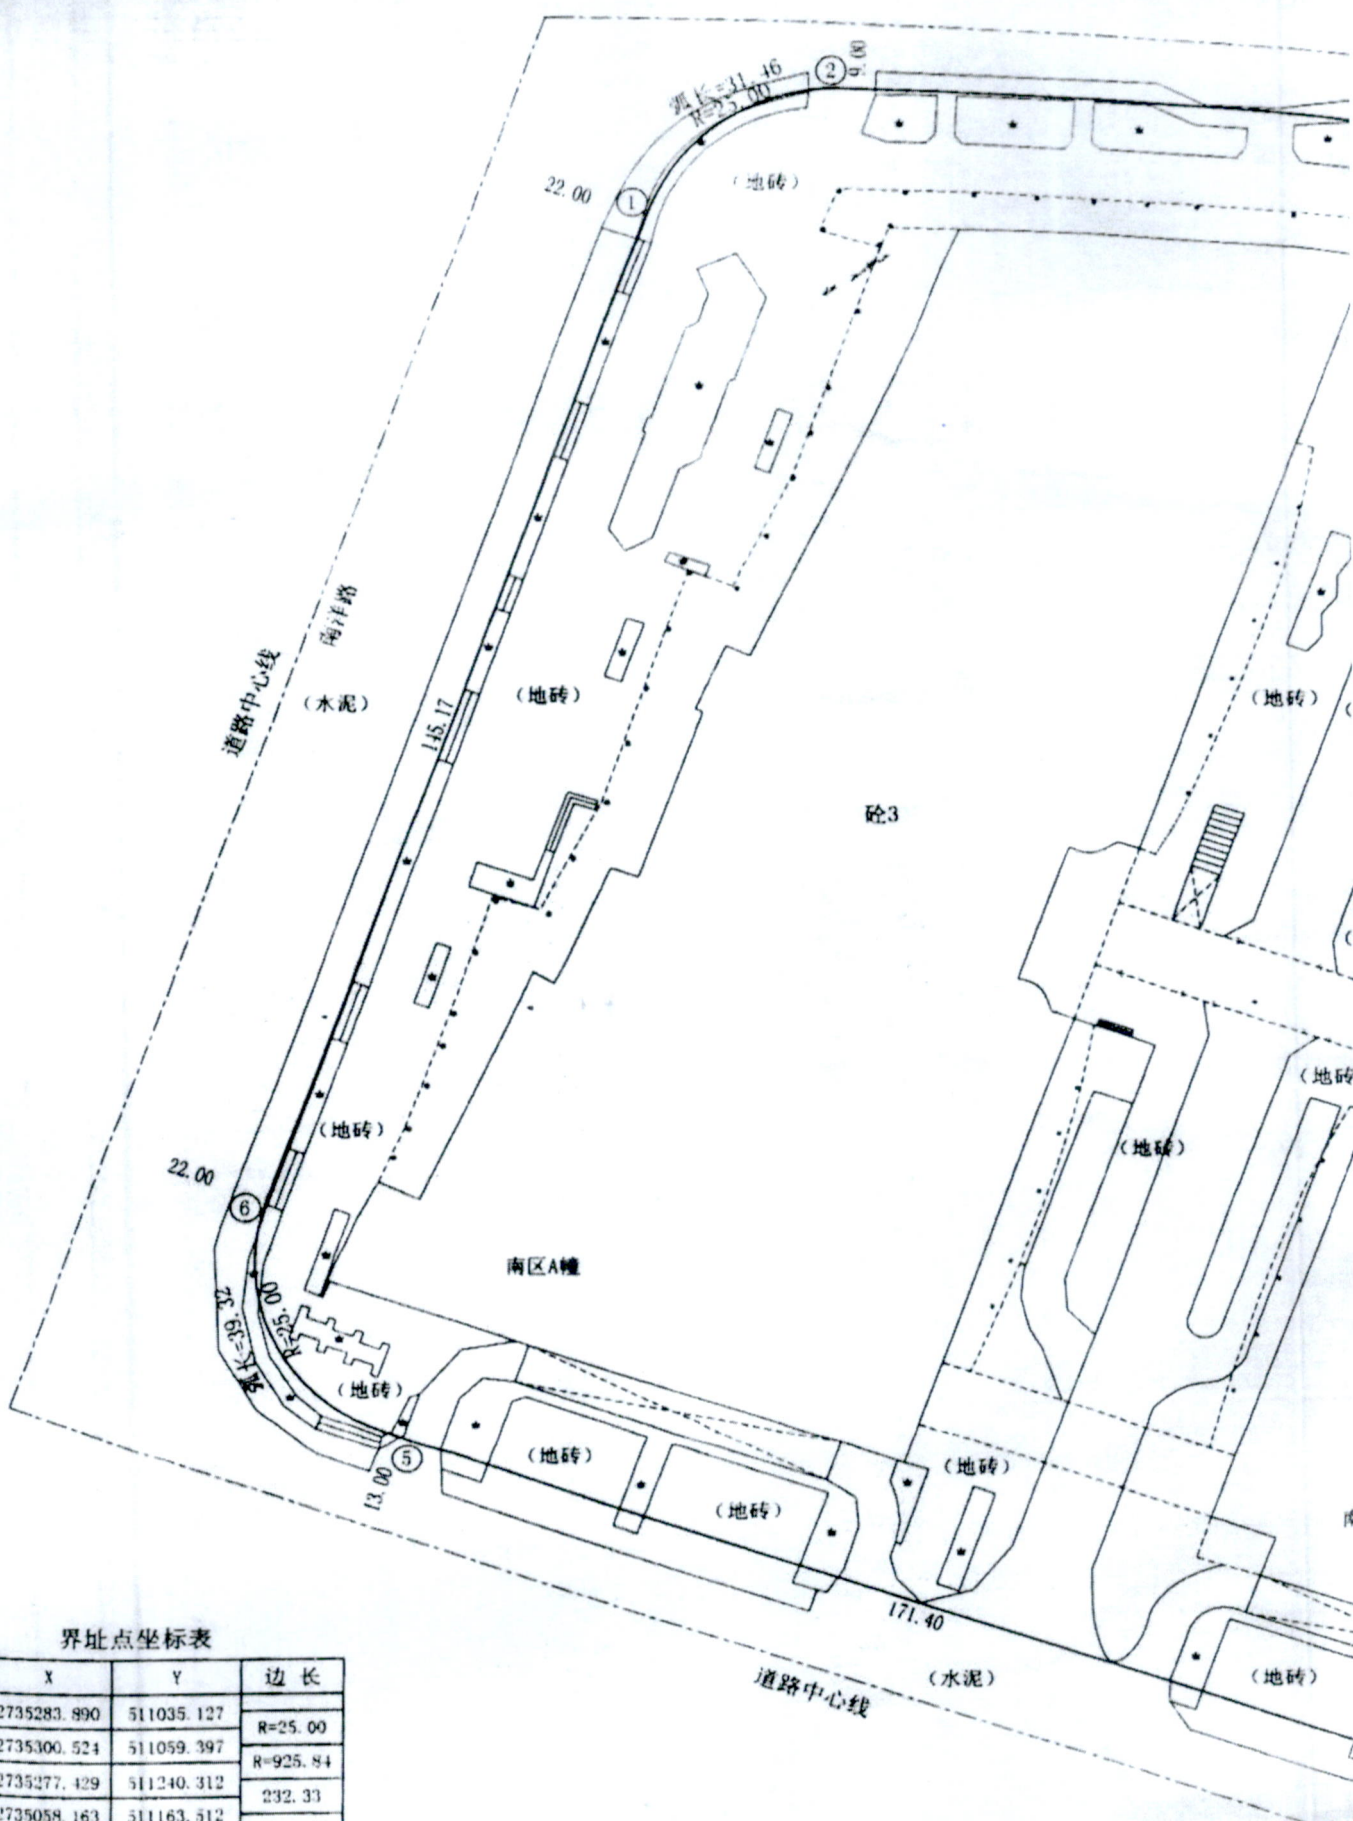 弧长=31.46
R=25.00
②
9.00
22.00
①
(地砖)
南洋路
道路中心线
(水泥)
145.17
(地砖)
(地砖)
砼3
(地砖)
(地砖)
(地砖)
22.00
⑥
南区A幢
弧长=39.32
R=25.00
(地砖)
⑤
13.00
(地砖)
(地砖)
(地砖)
171.40
道路中心线
(水泥)
(地砖)
界址点坐标表
X Y 边长
2735283.890 511035.127
R=25.00
2735300.524 511059.397
R=925.84
2735277.429 511240.312
232.33
2735058.163 511163.512